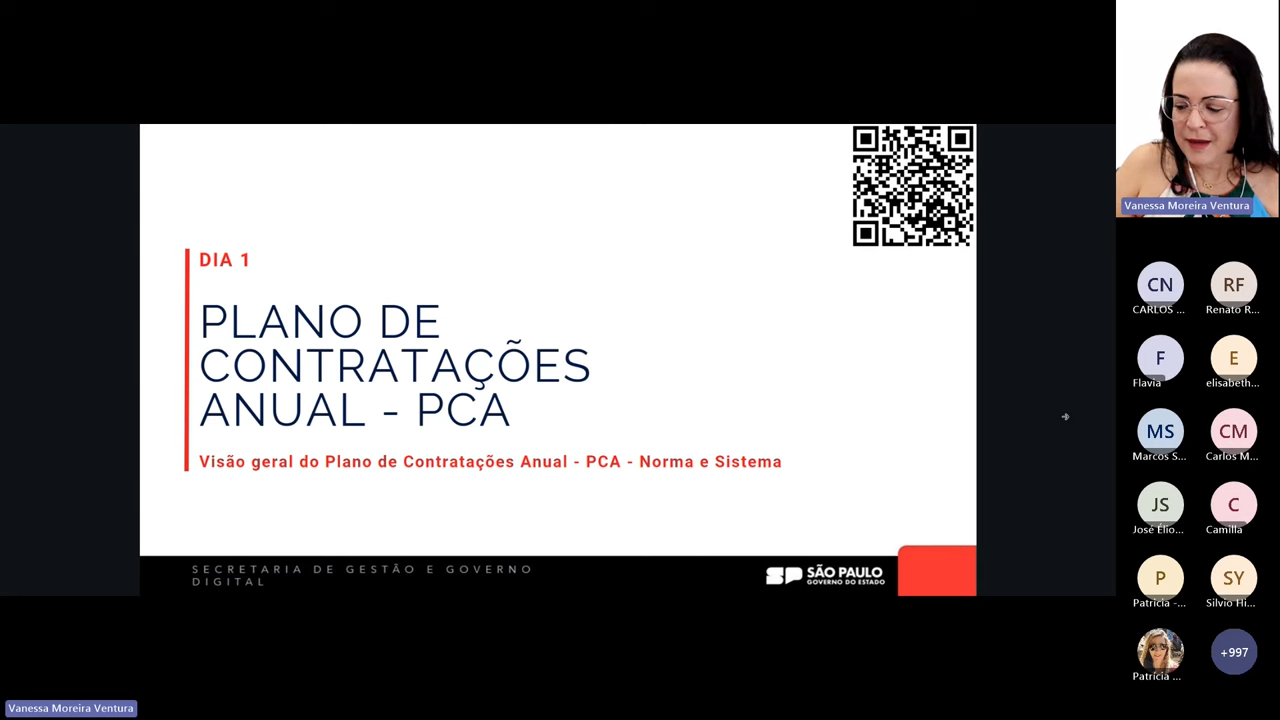 DIA 1
PLANO DE
CONTRATAÇÕES
ANUAL - PCA
Visão geral do Plano de Contratações Anual - PCA - Norma e Sistema
SECRETARIA DE GESTÃO E GOVERNO
DIGITAL
SP SÃO PAULO
GOVERNO DO ESTADO
Vanessa Moreira Ventura
CN
CARLOS ...
RF
Renato R...
F
Flavia
E
elisabeth...
MS
Marcos S...
CM
Carlos M...
JS
José Élio...
C
Camilla
P
Patricia -...
SY
Silvio Hi...
Patrícia ...
+997
Vanessa Moreira Ventura